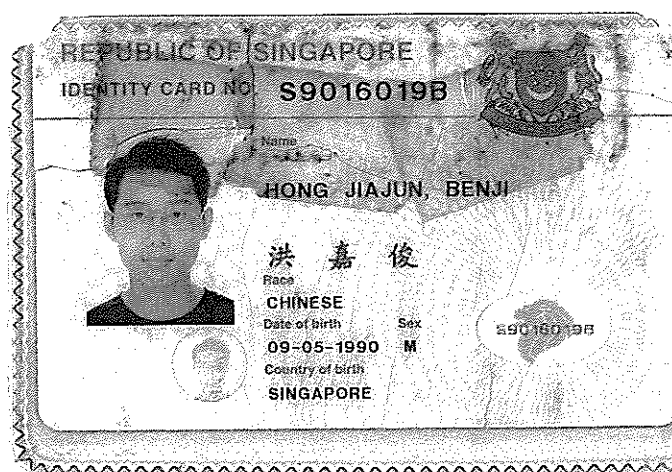 REPUBLIC OF SINGAPORE
IDENTITY CARD NO. S9016019B
Name
HONG JIAJUN, BENJI
洪嘉俊
Race
CHINESE
Date of birth Sex
09-05-1990 M
S9016019B
Country of birth
SINGAPORE